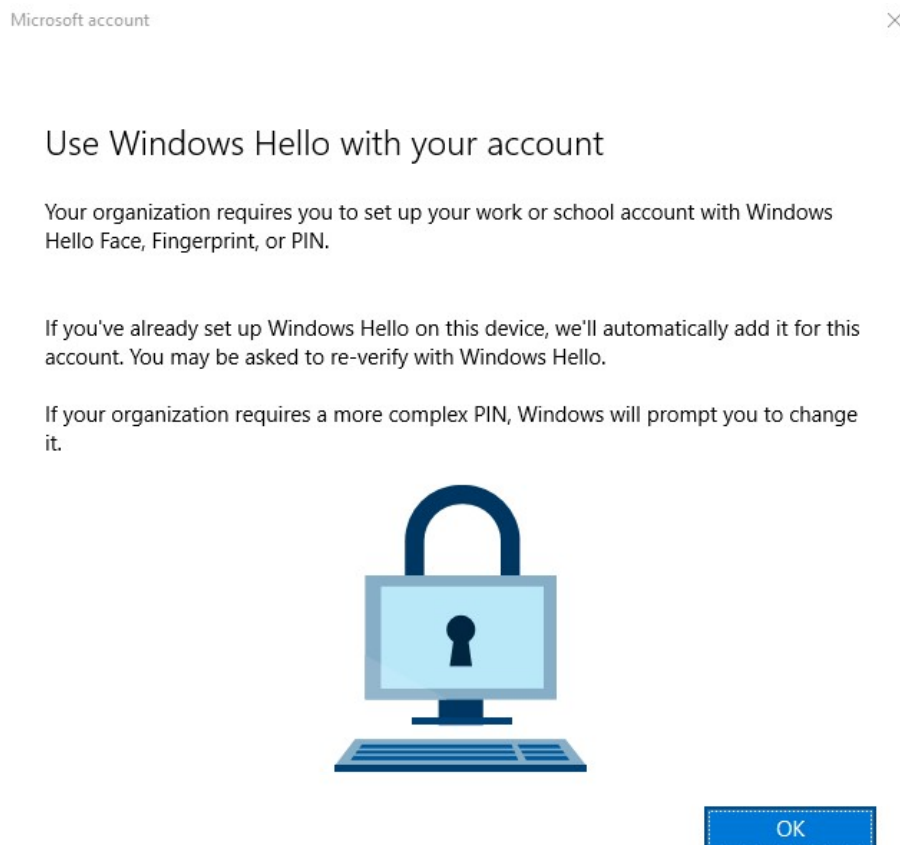 Microsoft account
Use Windows Hello with your account
Your organization requires you to set up your work or school account with Windows
Hello Face, Fingerprint, or PIN.
If you've already set up Windows Hello on this device, we'll automatically add it for this
account. You may be asked to re-verify with Windows Hello.
If your organization requires a more complex PIN, Windows will prompt you to change
it.
OK